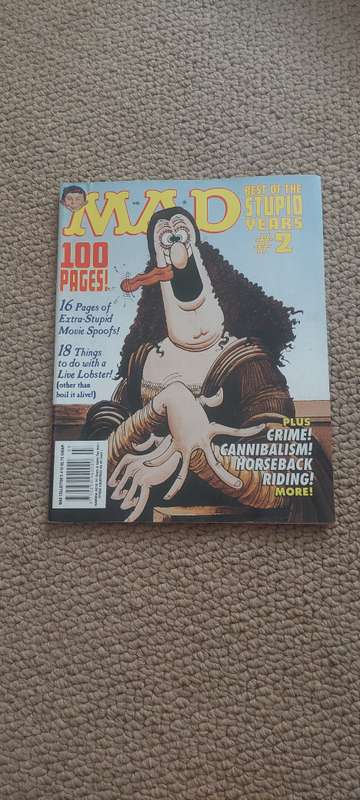 MAD
BEST OF THE
STUPID
YEARS
#2
100
PAGES!
16 Pages of
Extra-Stupid
Movie Spoofs!
18 Things
to do with a
Live Lobster!
(other than
boil it alive!)
PLUS
CRIME!
CANNIBALISM!
HORSEBACK
RIDING!
MORE!